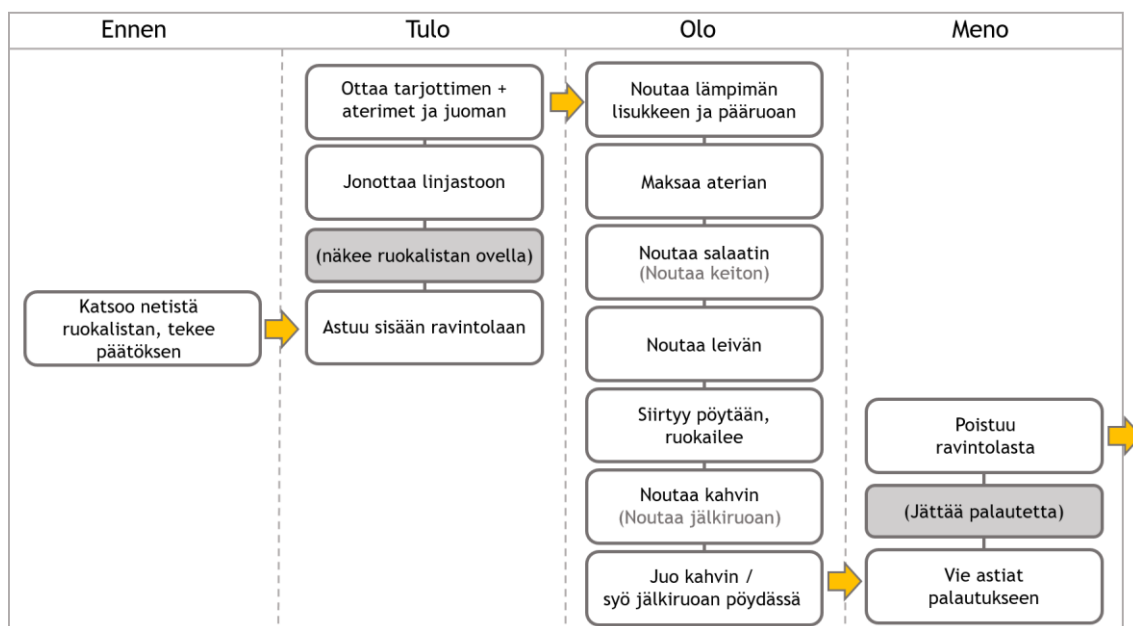 Ennen
Tulo
Olo
Meno
Katsoo netistä
ruokalistan, tekee
päätöksen
Ottaa tarjottimen +
aterimet ja juoman
Jonottaa linjastoon
(näkee ruokalistan ovella)
Astuu sisään ravintolaan
Noutaa lämpimän
lisukkeen ja pääruoan
Maksaa aterian
Noutaa salaatin
(Noutaa keiton)
Noutaa leivän
Siirtyy pöytään,
ruokailee
Noutaa kahvin
(Noutaa jälkiruoan)
Juo kahvin /
syö jälkiruoan pöydässä
Poistuu
ravintolasta
(Jättää palautetta)
Vie astiat
palautukseen